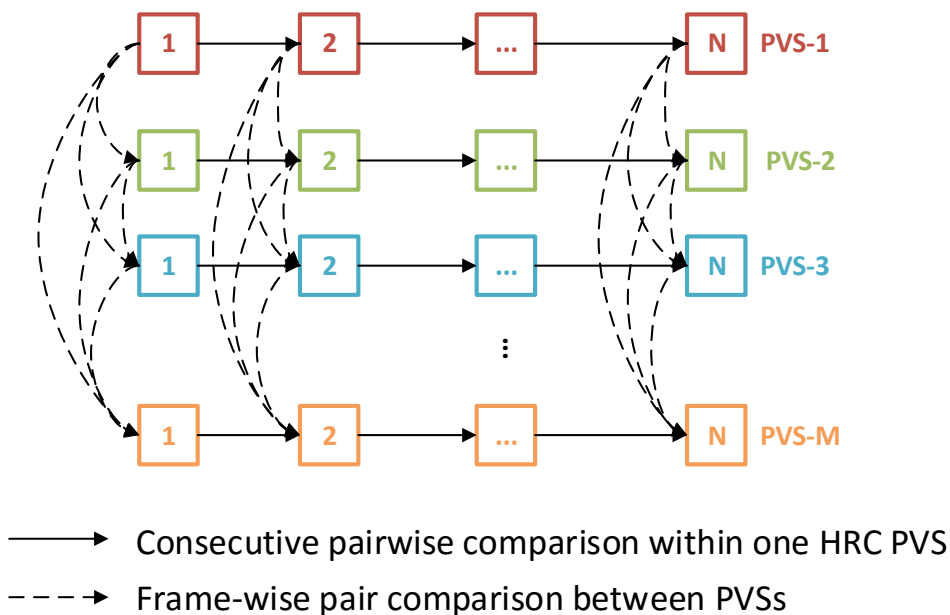 1 2 ... N PVS-1
1 2 ... N PVS-2
1 2 ... N PVS-3
...
1 2 ... N PVS-M
Consecutive pairwise comparison within one HRC PVS
Frame-wise pair comparison between PVSs